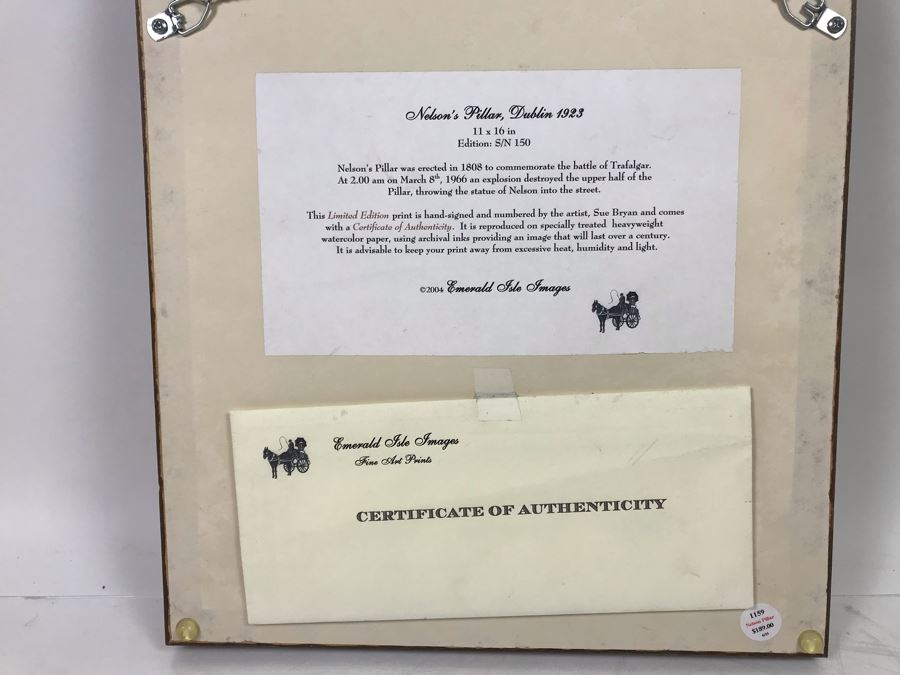 Nelson's Pillar, Dublin 1923
11 x 16 in
Edition: S/N 150
Nelson's Pillar was erected in 1808 to commemorate the battle of Trafalgar.
At 2.00 am on March 8th, 1966 an explosion destroyed the upper half of the
Pillar, throwing the statue of Nelson into the street.
This Limited Edition print is hand-signed and numbered by the artist, Sue Bryan and comes
with a Certificate of Authenticity. It is reproduced on specially treated heavyweight
watercolor paper, using archival inks providing an image that will last over a century.
It is advisable to keep your print away from excessive heat, humidity and light.
©2004 Emerald Isle Images
Emerald Isle Images
Fine Art Prints
CERTIFICATE OF AUTHENTICITY
1159
Nelson Pillar
$189.00